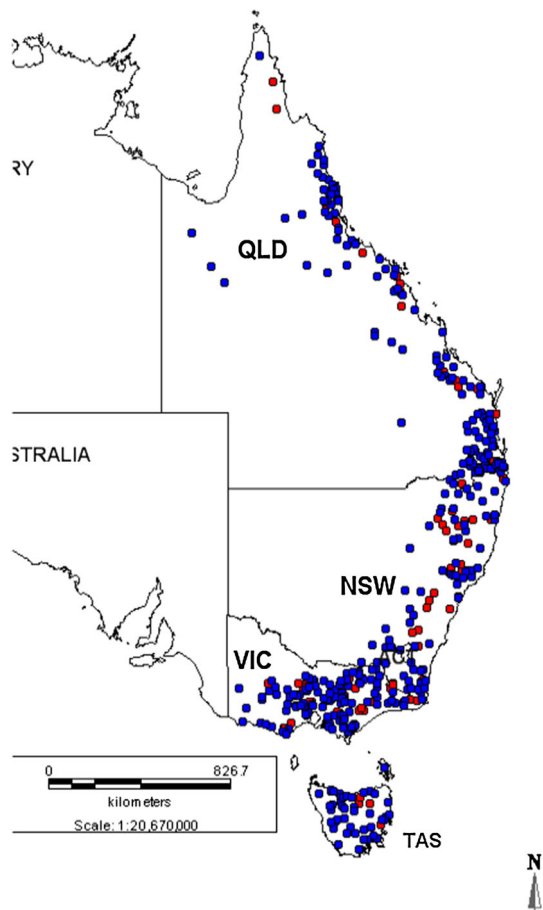 RY
QLD
STRALIA
NSW
VIC
0 826.7
kilometers
Scale: 1:20,670,000
TAS
N